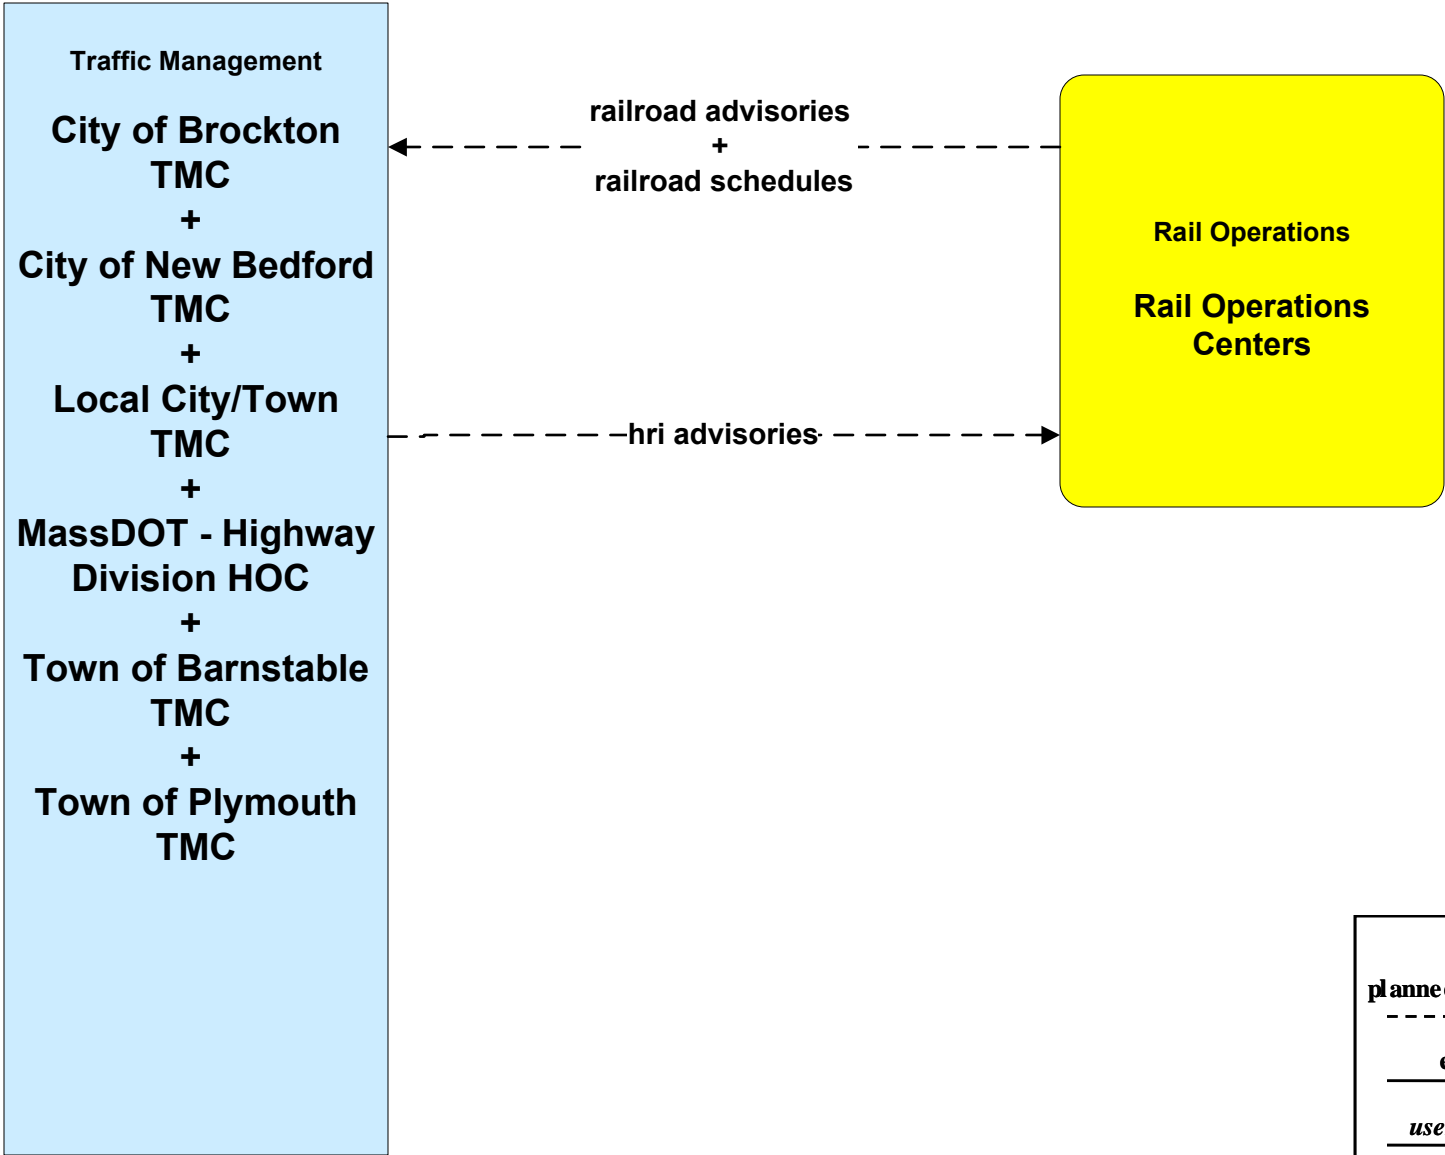 Traffic Management
City of Brockton
TMC
+
City of New Bedford
TMC
+
Local City/Town
TMC
+
MassDOT - Highway
Division HOC
+
Town of Barnstable
TMC
+
Town of Plymouth
TMC
railroad advisories
+
railroad schedules
hri advisories
Rail Operations
Rail Operations
Centers